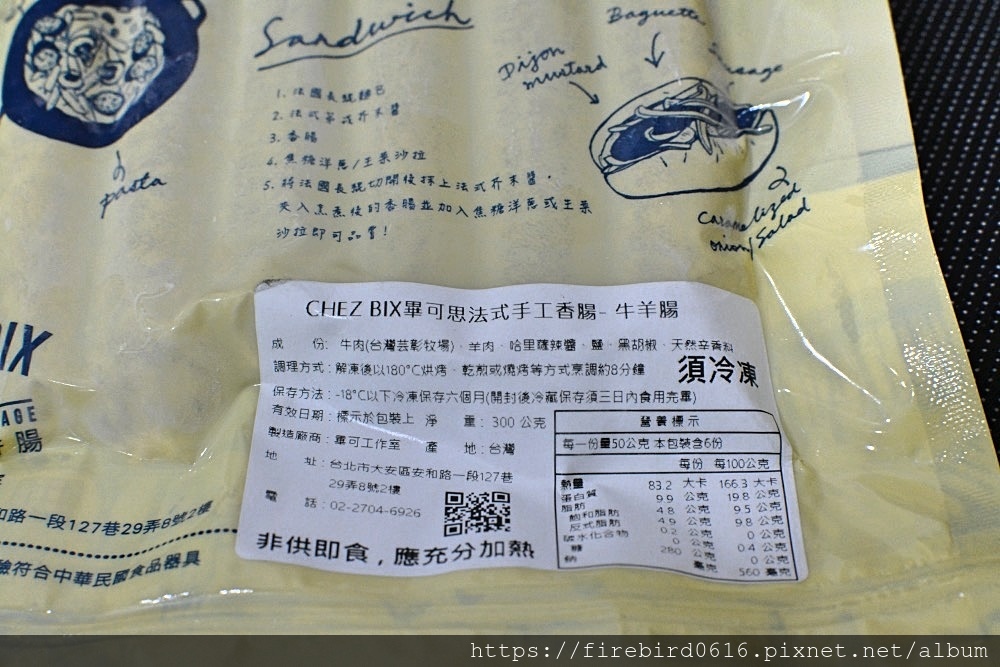 Sandwich
Baguette
Dijon
mustard
pasta
1. 法國長棍麵包
2. 法式第戎芥末醬
3. 香腸
4. 焦糖洋蔥/生菜沙拉
5. 將法國長棍切開後抹上法式芥末醬,
夾入烹煮後的香腸並加入焦糖洋蔥或生菜
沙拉即可品嘗!
Caramelized
onion/Salad
CHEZ BIX畢可思法式手工香腸- 牛羊腸
成 份: 牛肉(台灣芸彰牧場)、羊肉、哈里薩辣醬、鹽、黑胡椒、天然辛香料
調理方式:解凍後以180°C烘烤、乾煎或燒烤等方式烹調約8分鐘
須冷凍
保存方法:-18°C以下冷凍保存六個月(開封後冷藏保存須三日內食用完畢)
有效日期:標示於包裝上 淨 重: 300 公克
製造廠商:畢可工作室 產 地:台灣
地 址:台北市大安區安和路一段127巷
29弄8號2樓
電 話:02-2704-6926
非供即食,應充分加熱
營養標示
每一份量50公克 本包裝含6份
每份 每100公克
熱量 83.2 大卡 166.3 大卡
蛋白質 9.9 公克 19.8 公克
脂肪 4.8 公克 9.5 公克
飽和脂肪 4.9 公克 9.8 公克
反式脂肪 0.2 公克 0 公克
碳水化合物 0 公克 0.4 公克
糖 280 公克 0 公克
鈉 毫克 560 毫克
IX
AGE
腸
和路一段127巷29弄8號2樓
驗符合中華民國食品器具
https://firebird0616.pixnet.net/album